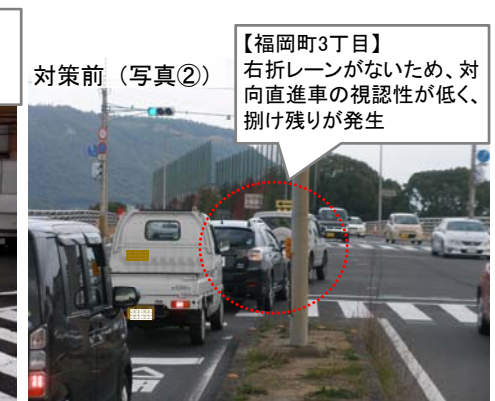 【福岡町3丁目】
右折レーンがないため、対
向直進車の視認性が低く、
捌け残りが発生
対策前（写真②）